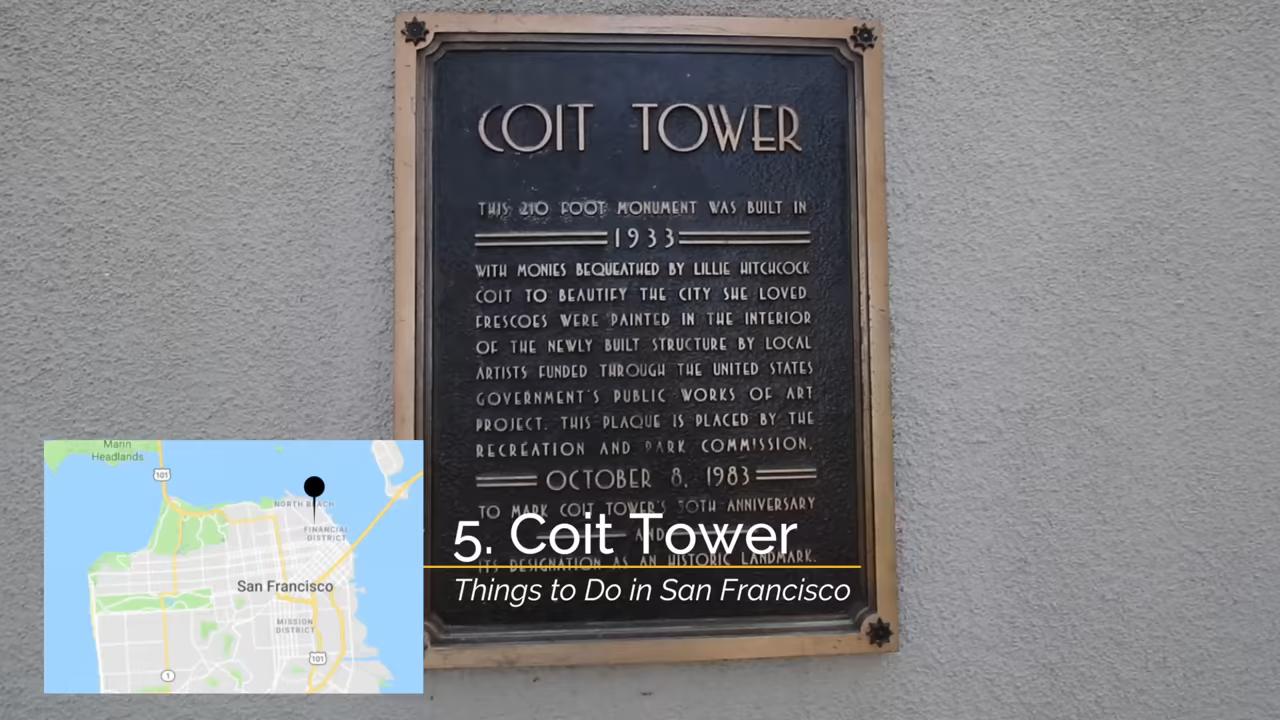 COIT TOWER
THIS 210 FOOT MONUMENT WAS BUILT IN
1933
WITH MONIES BEQUEATHED BY LILLIE HITCHCOCK
COIT TO BEAUTIFY THE CITY SHE LOVED
FRESCOES WERE PAINTED IN THE INTERIOR
OF THE NEWLY BUILT STRUCTURE BY LOCAL
ARTISTS FUNDED THROUGH THE UNITED STATES
GOVERNMENT'S PUBLIC WORKS OF ART
PROJECT. THIS PLAQUE IS PLACED BY THE
RECREATION AND PARK COMMISSION.
OCTOBER 8, 1983
TO MARK COIT TOWER'S 50TH ANNIVERSARY
AND
ITS DESIGNATION AS AN HISTORIC LANDMARK.
5. Coit Tower
Things to Do in San Francisco
Marin
Headlands
101
NORTH BEACH
FINANCIAL
DISTRICT
San Francisco
MISSION
DISTRICT
101
1